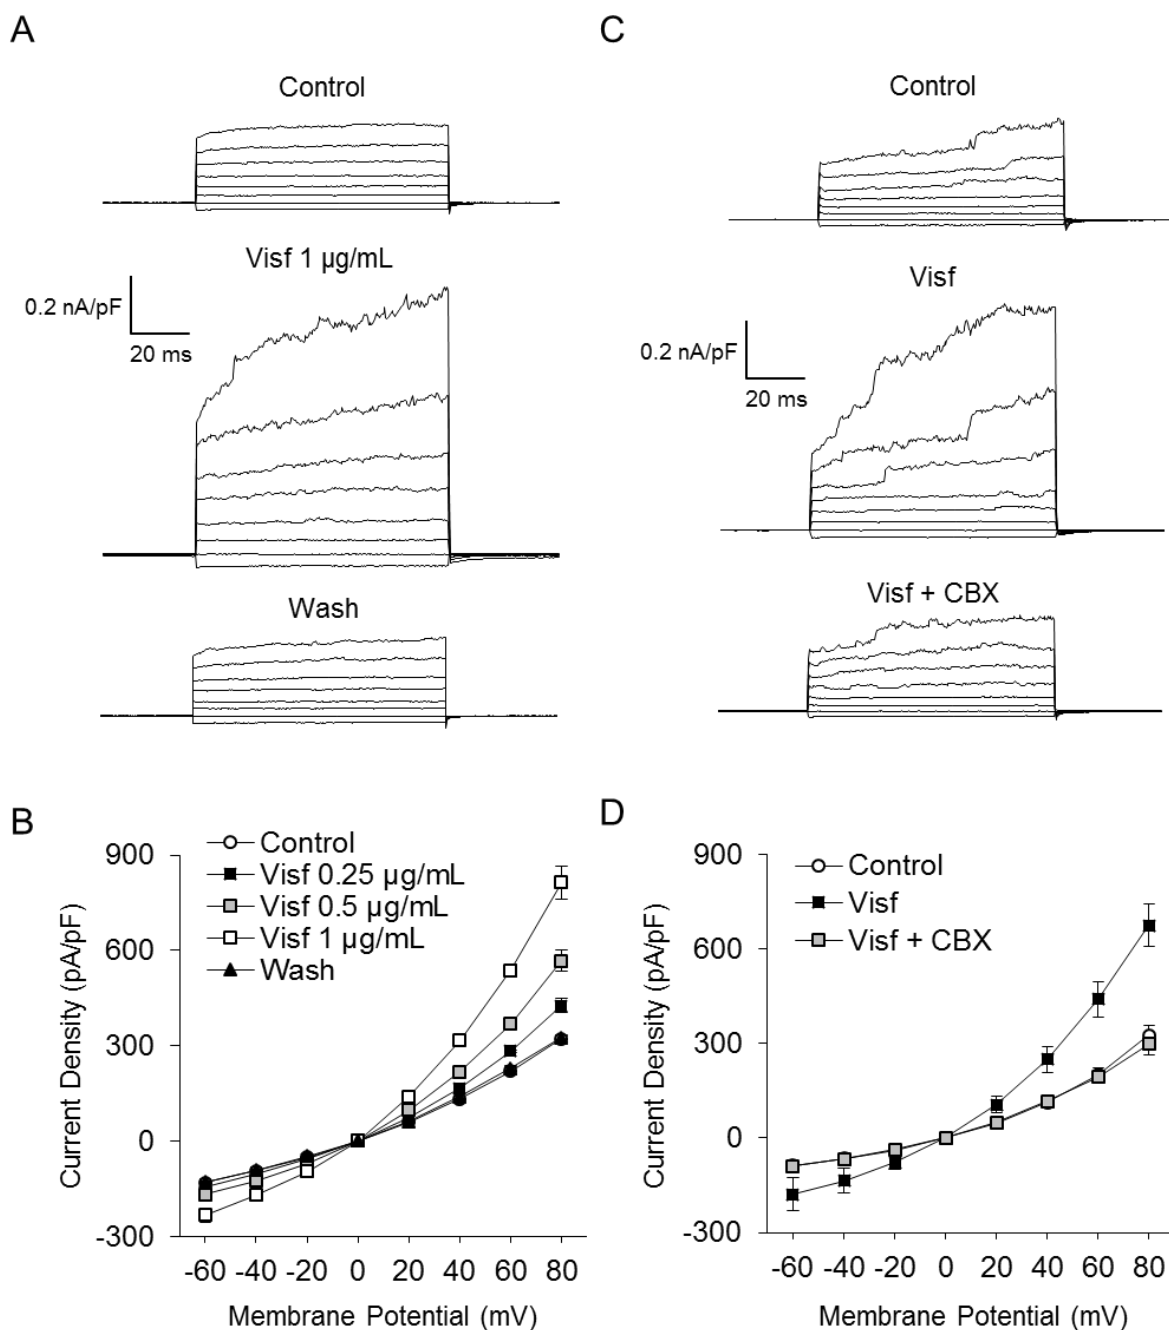 A
Control
Visf 1 µg/mL
0.2 nA/pF
20 ms
Wash
C
Control
Visf
0.2 nA/pF
20 ms
Visf + CBX
B
Control
Visf 0.25 µg/mL
Visf 0.5 µg/mL
Visf 1 µg/mL
Wash
Current Density (pA/pF)
900
600
300
0
-300
-60 -40 -20 0 20 40 60 80
Membrane Potential (mV)
D
Control
Visf
Visf + CBX
Current Density (pA/pF)
900
600
300
0
-300
-60 -40 -20 0 20 40 60 80
Membrane Potential (mV)